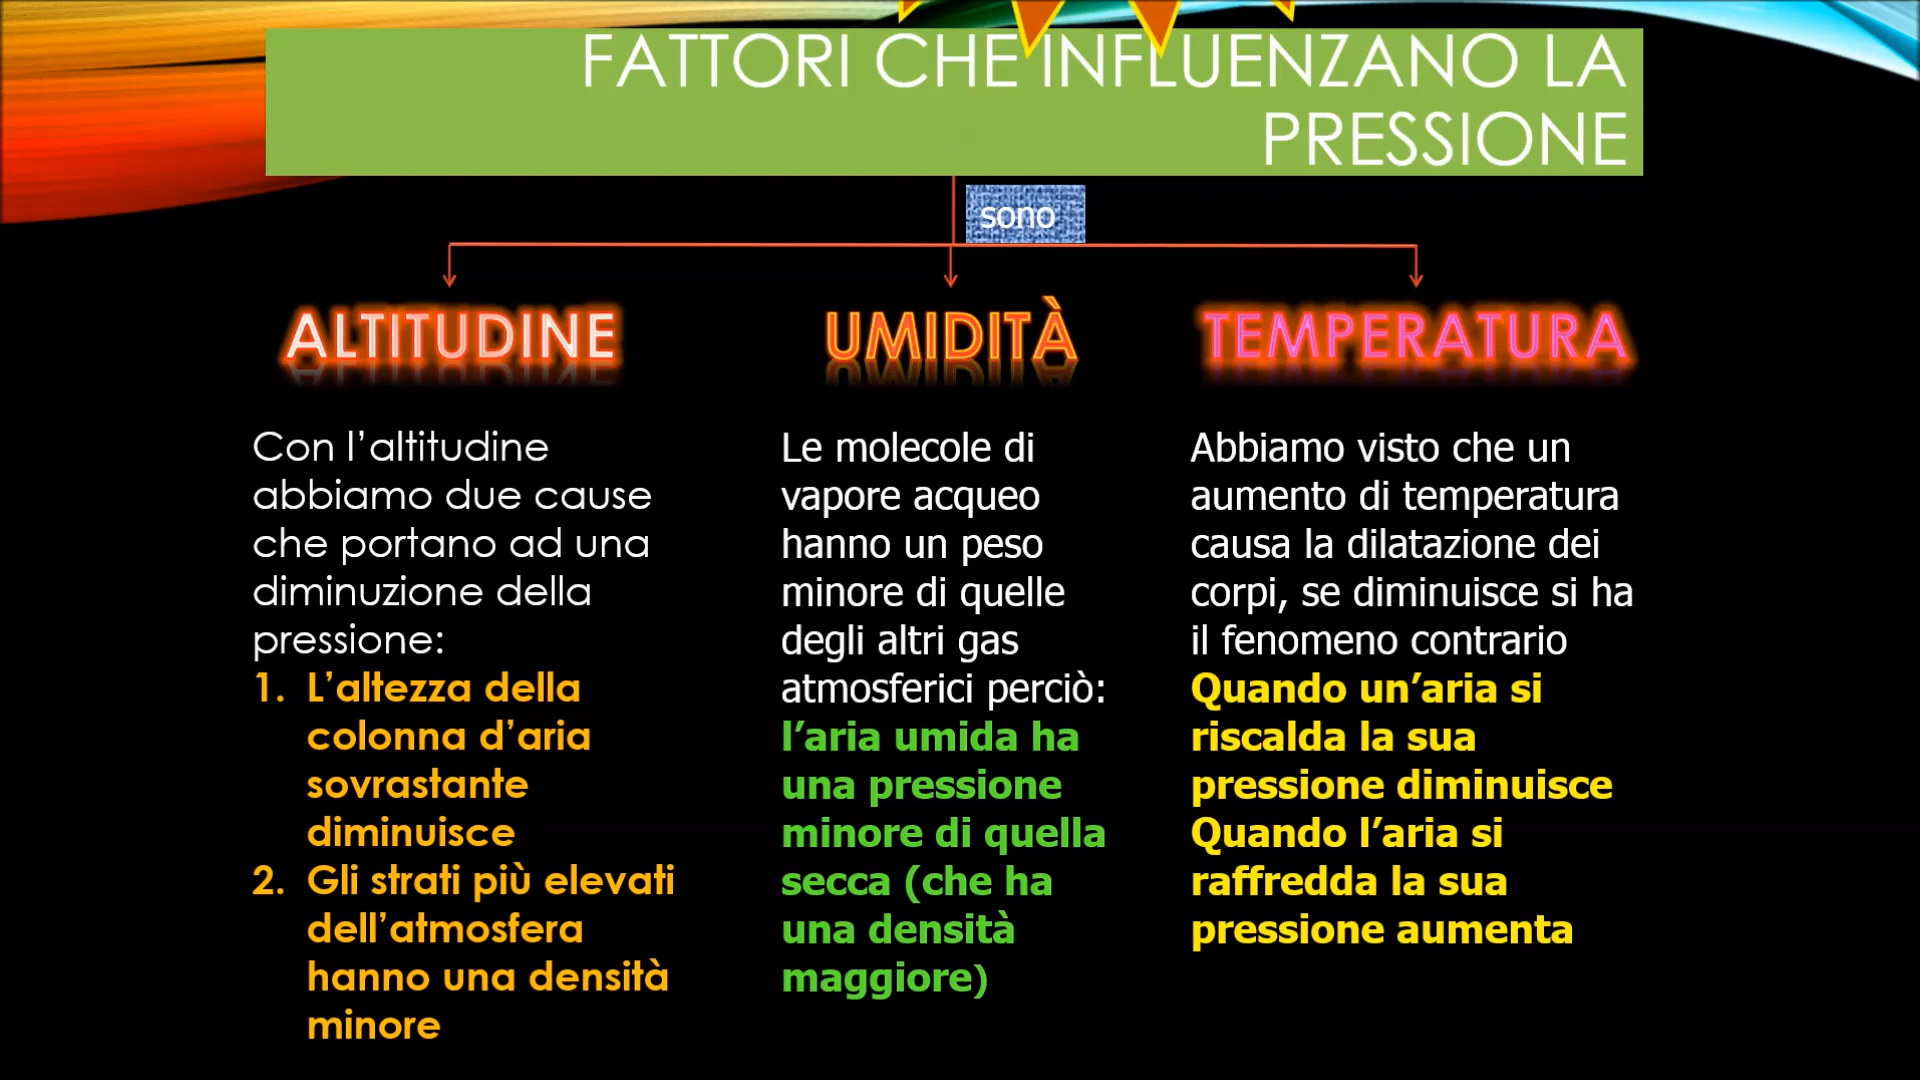 FATTORI CHE INFLUENZANO LA
PRESSIONE
sono
ALTITUDINE
Con l’altitudine
abbiamo due cause
che portano ad una
diminuzione della
pressione:
1. L’altezza della
colonna d’aria
sovrastante
diminuisce
2. Gli strati più elevati
dell’atmosfera
hanno una densità
minore
UMIDITÀ
Le molecole di
vapore acqueo
hanno un peso
minore di quelle
degli altri gas
atmosferici perciò:
l’aria umida ha
una pressione
minore di quella
secca (che ha
una densità
maggiore)
TEMPERATURA
Abbiamo visto che un
aumento di temperatura
causa la dilatazione dei
corpi, se diminuisce si ha
il fenomeno contrario
Quando un’aria si
riscalda la sua
pressione diminuisce
Quando l’aria si
raffredda la sua
pressione aumenta